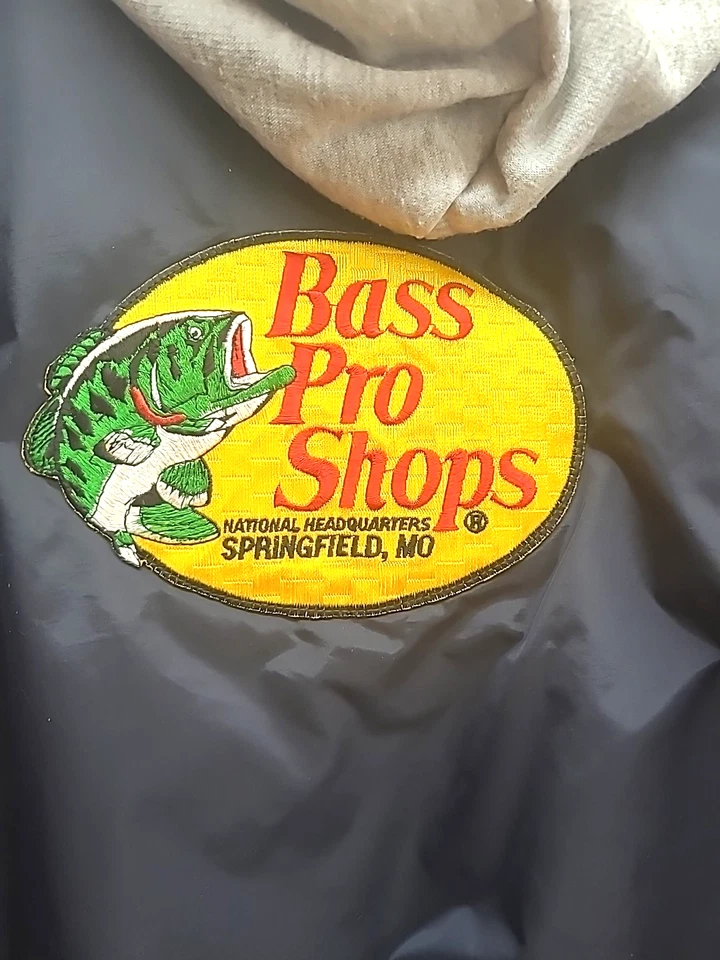 Bass
Pro
Shops
®
NATIONAL HEADQUARTERS
SPRINGFIELD, MO